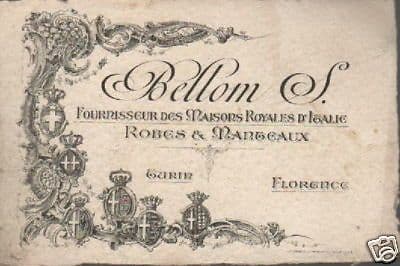 Bellom S.
Fournisseur des Maisons Royales d'Italie
Robes & Manteaux
Turin
Florence